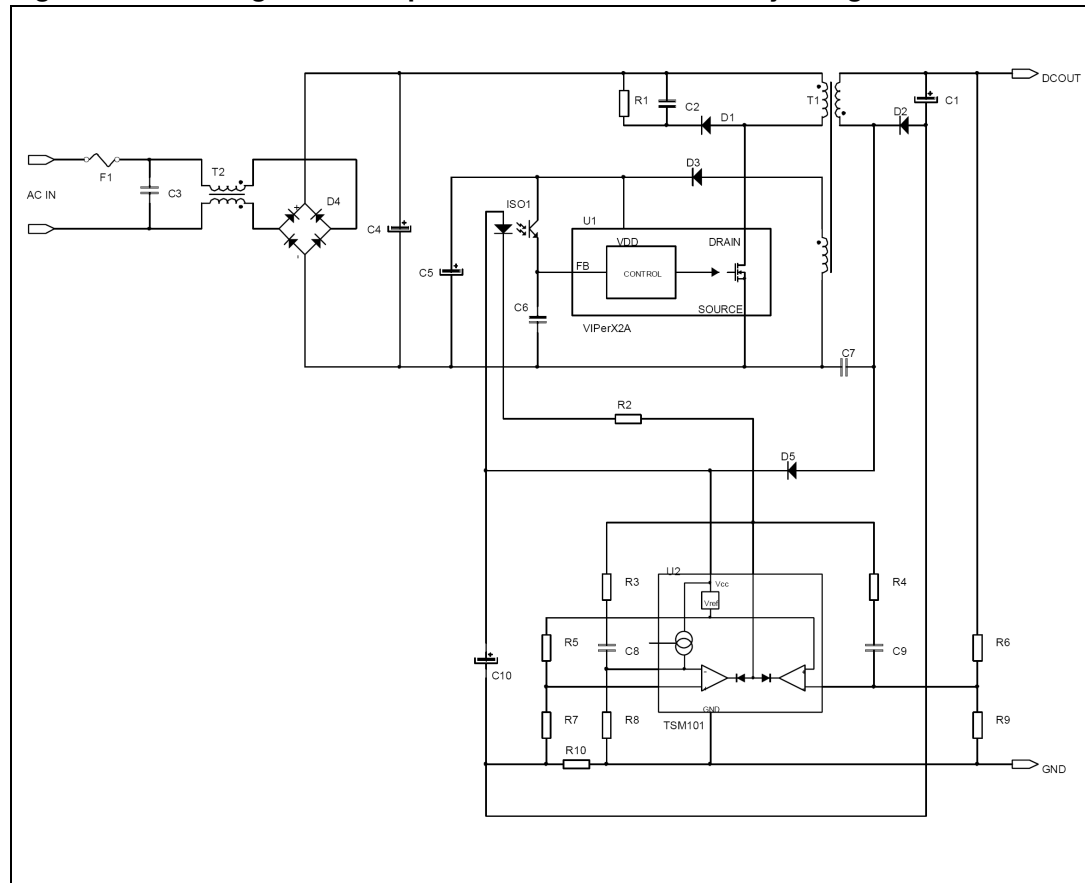 DCOUT
R1
C2
T1
C1
D1
D2
F1
T2
D3
AC IN
C3
D4
ISO1
U1
C4
VDD
DRAIN
C5
FB
CONTROL
C6
SOURCE
VIPerX2A
C7
R2
D5
U2
R3
Vcc
R4
Vref
R5
C8
C9
R6
C10
GND
R7
R8
TSM101
R9
R10
GND